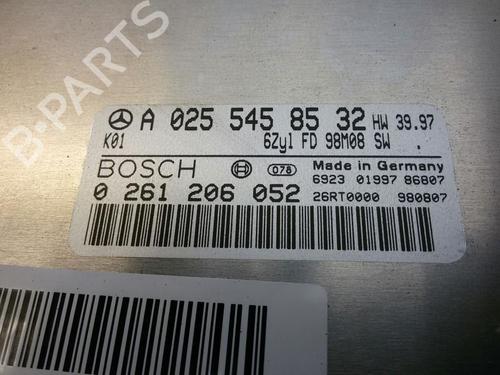 A 025 545 85 32 HW 39.97
K01 6Zyl FD 98M08 SW .
BOSCH 078 Made in Germany
6923 01997 86807
0 261 206 052 26RT0000 980807
B-PARTS